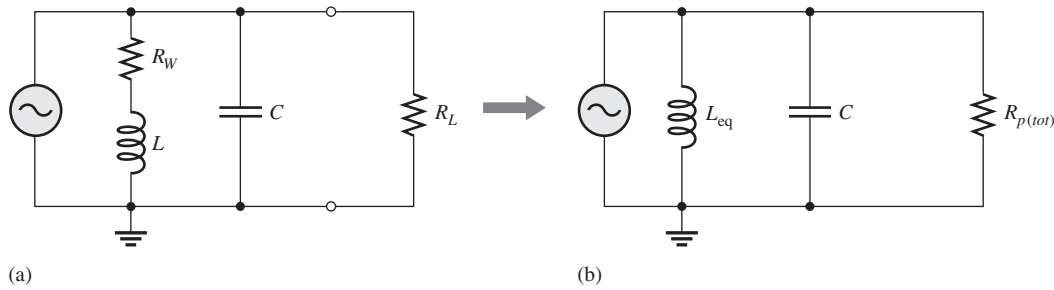 R_W
L
C
R_L
(a)
L_eq
C
R_p(tot)
(b)